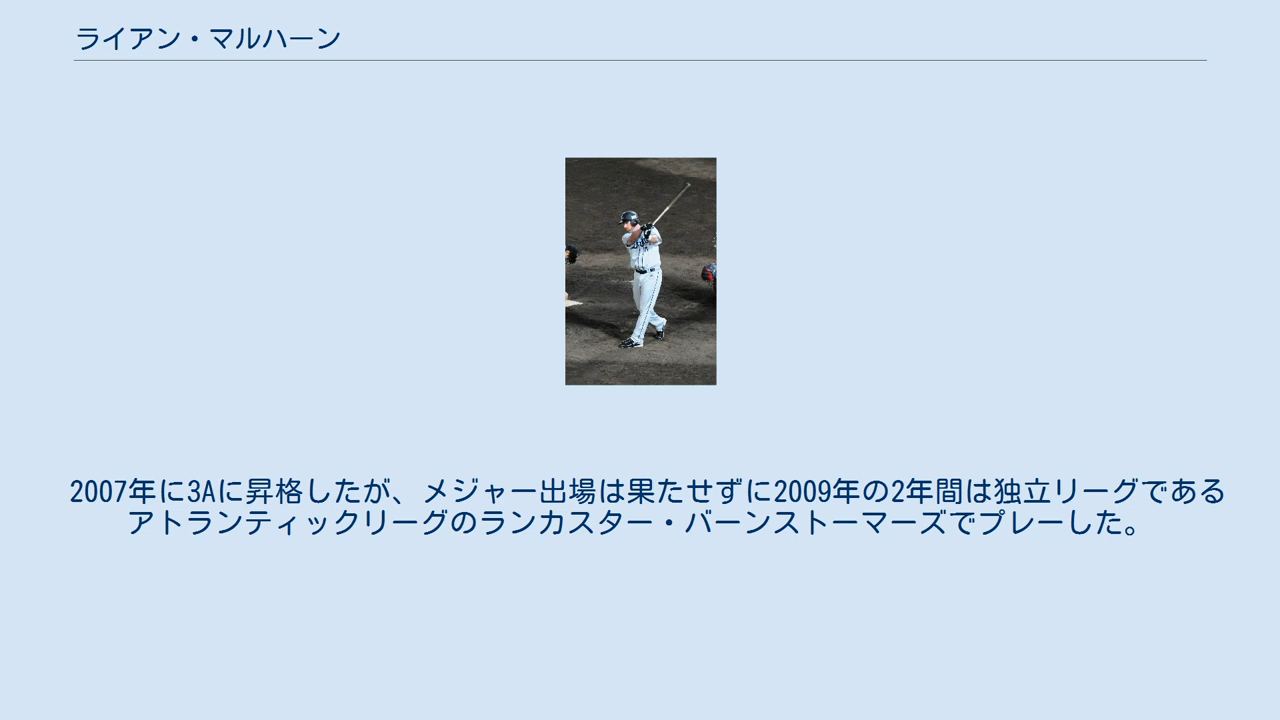 ライアン・マルハーン
2007年に3Aに昇格したが、メジャー出場は果たせずに2009年の2年間は独立リーグである
アトランティックリーグのランカスター・バーンストーマーズでプレーした。